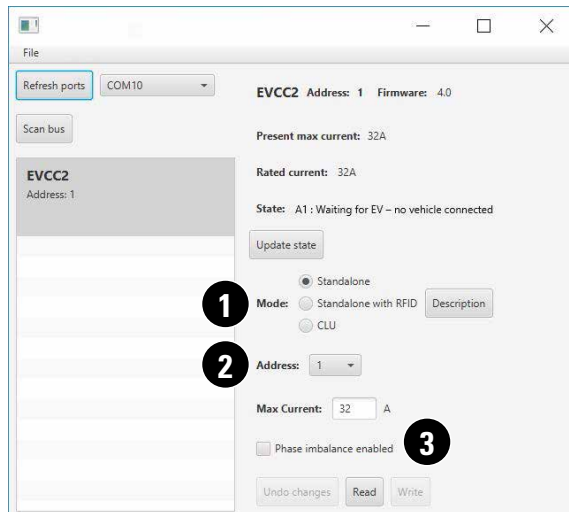 File
Refresh ports COM10
Scan bus
EVCC2
Address: 1
EVCC2 Address: 1 Firmware: 4.0
Present max current: 32A
Rated current: 32A
State: A1 : Waiting for EV – no vehicle connected
Update state
Standalone
1 Mode: Standalone with RFID Description
CLU
2 Address: 1
Max Current: 32 A
Phase imbalance enabled 3
Undo changes Read Write